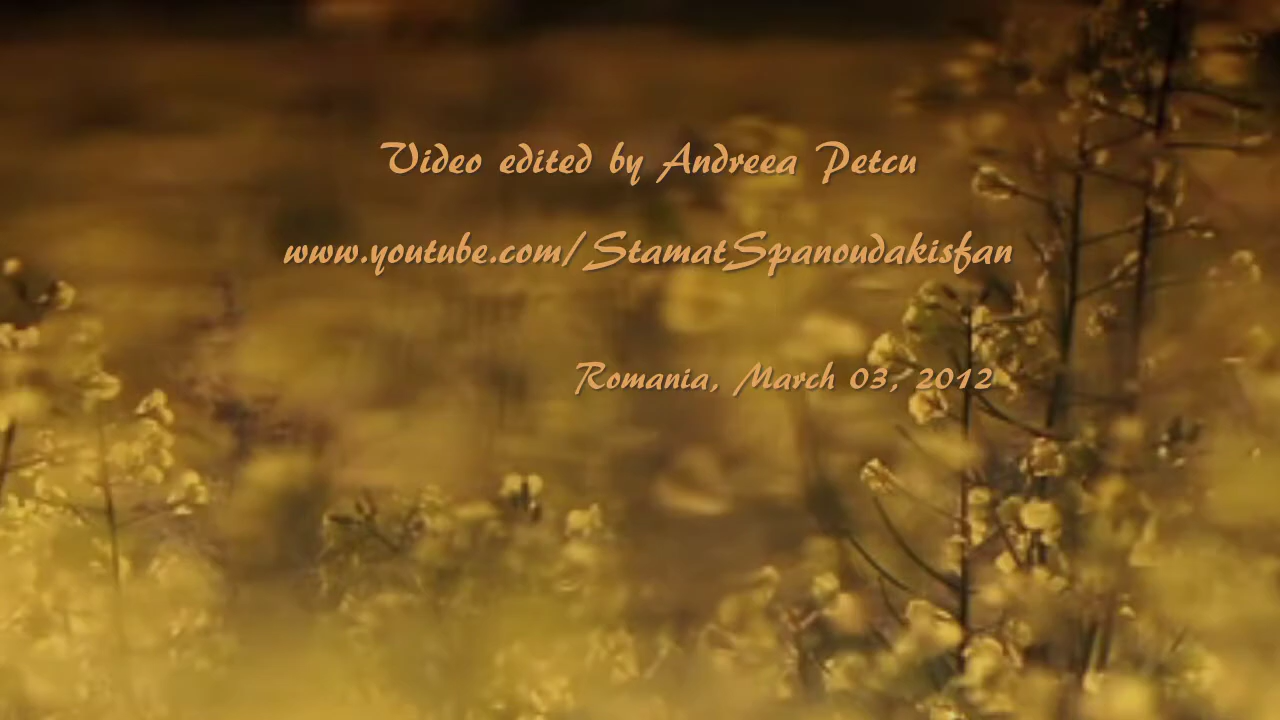 Video edited by Andreea Petcu
www.youtube.com/StamatSpanoudakisfan
Romania, March 03, 2012